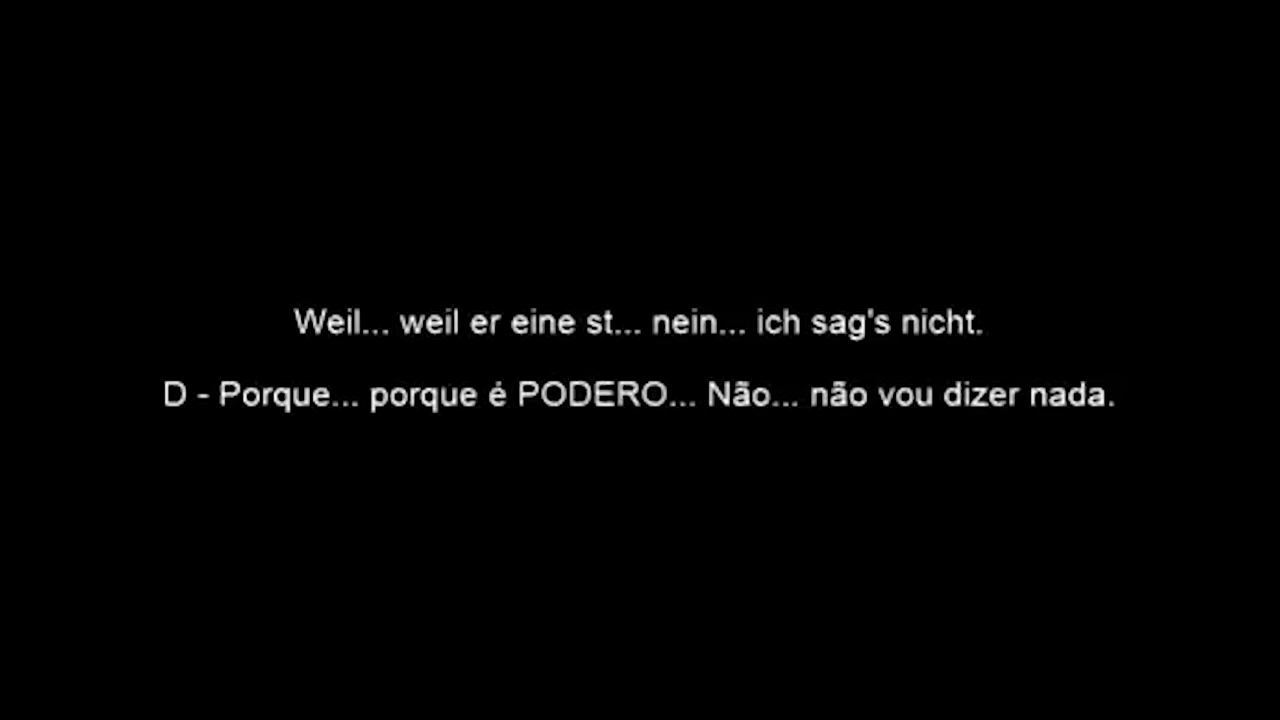 Weil... weil er eine st... nein... ich sag's nicht.
D - Porque... porque é PODERO... Não... não vou dizer nada.